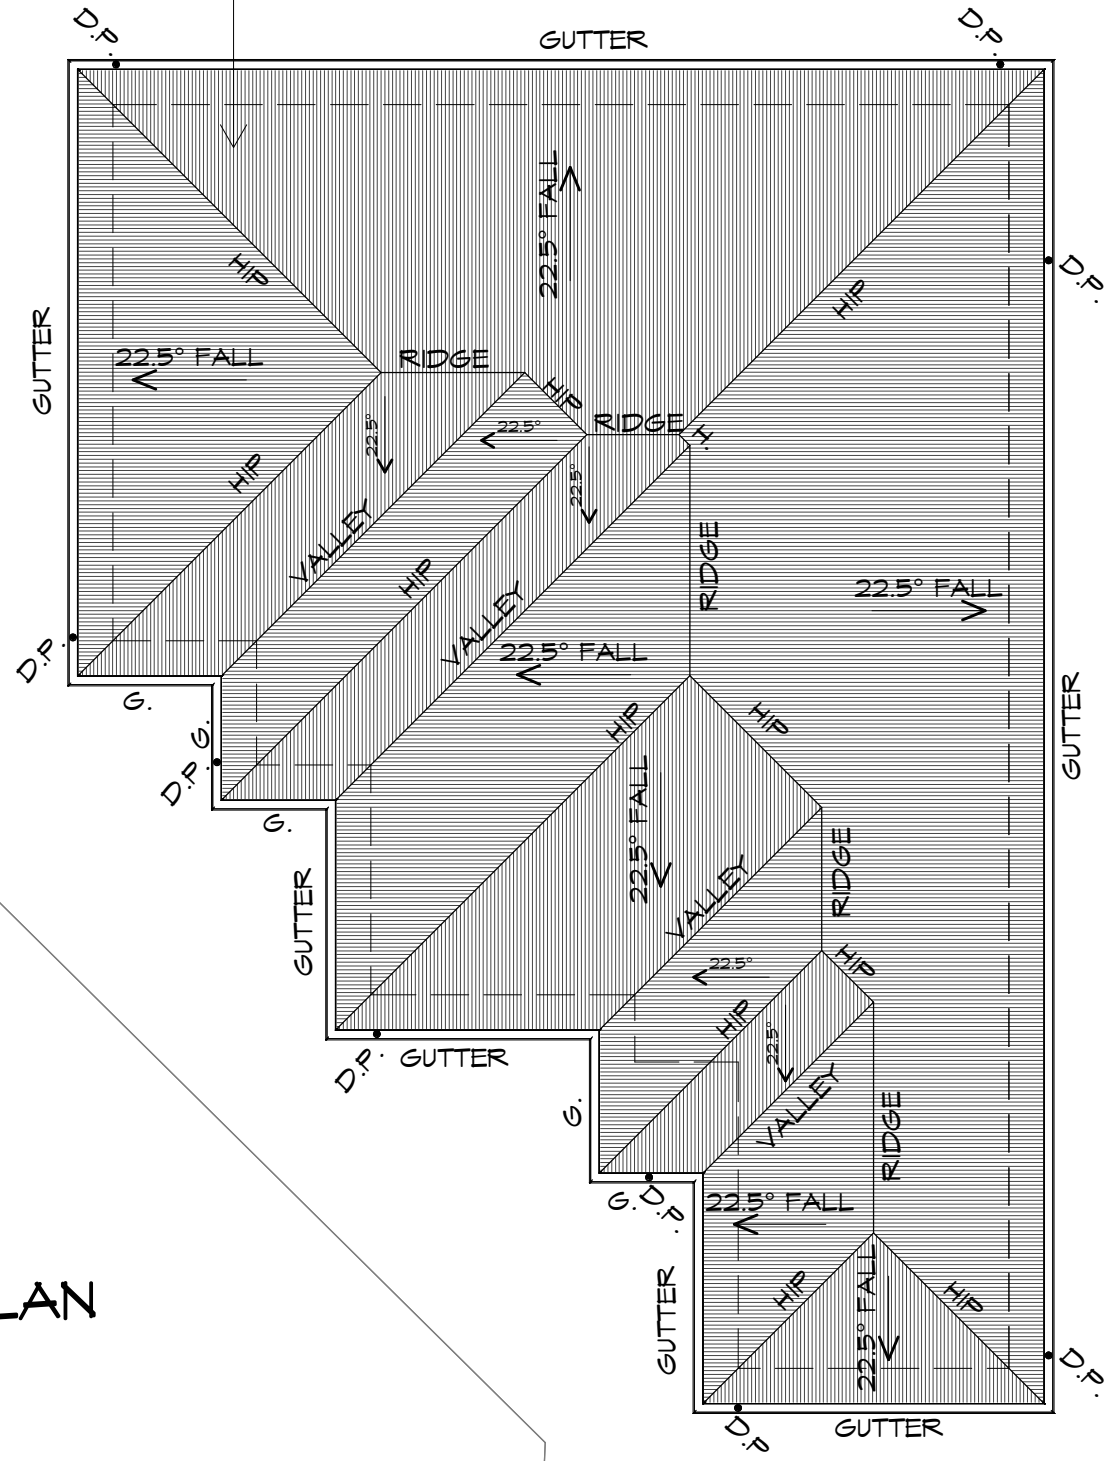 D.P.
GUTTER
D.P.
D.P.
22.5° FALL
HIP
HIP
GUTTER
22.5° FALL
RIDGE
HIP
22.5°
22.5°
RIDGE
H.
HIP
22.5°
VALLEY
HIP
RIDGE
VALLEY
22.5° FALL
22.5° FALL
D.P.
G.
G.
D.P.
G.
HIP
HIP
GUTTER
22.5° FALL
GUTTER
VALLEY
RIDGE
22.5°
HIP
HIP
22.5°
D.P.
GUTTER
G.
VALLEY
RIDGE
G.
D.P.
22.5° FALL
GUTTER
HIP
22.5° FALL
HIP
D.P.
D.P
GUTTER
LAN